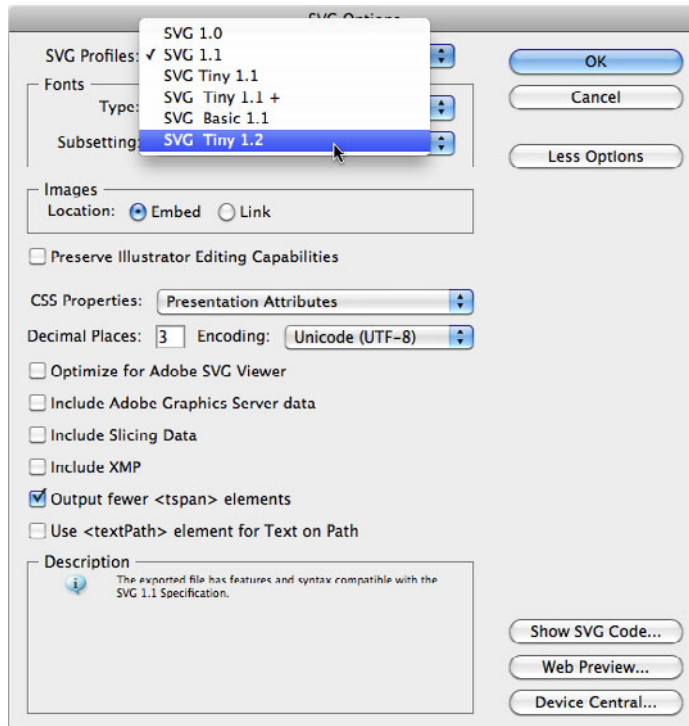 SVG Options
SVG Profiles:
SVG 1.0
✓ SVG 1.1
SVG Tiny 1.1
SVG Tiny 1.1 +
SVG Basic 1.1
SVG Tiny 1.2
OK
Fonts
Type:
Cancel
Subsetting:
Less Options
Images
Location: Embed Link
Preserve Illustrator Editing Capabilities
CSS Properties: Presentation Attributes
Decimal Places: 3 Encoding: Unicode (UTF-8)
Optimize for Adobe SVG Viewer
Include Adobe Graphics Server data
Include Slicing Data
Include XMP
Output fewer <tspan> elements
Use <textPath> element for Text on Path
Description
The exported file has features and syntax compatible with the
SVG 1.1 Specification.
Show SVG Code...
Web Preview...
Device Central...